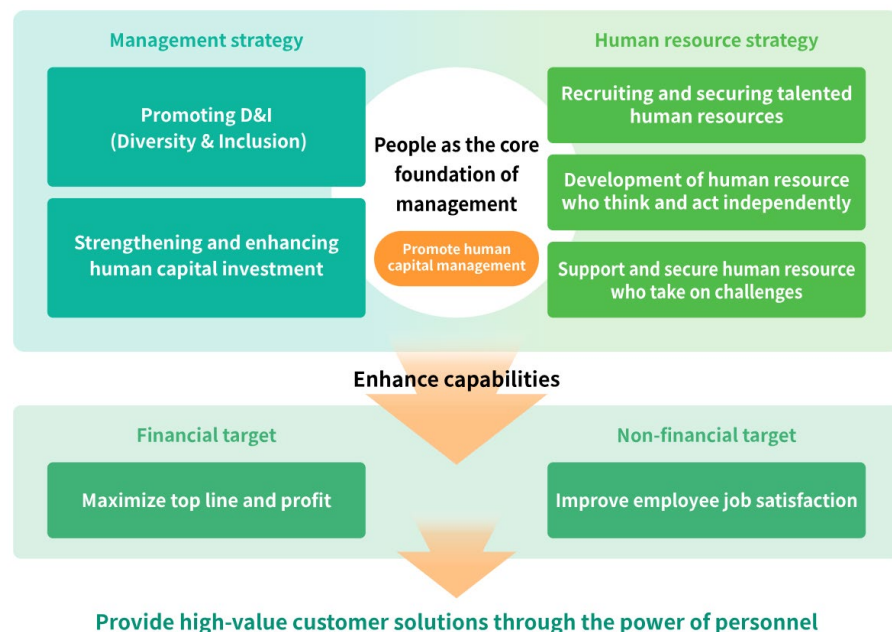 Management strategy
Promoting D&I
(Diversity & Inclusion)
Strengthening and enhancing
human capital investment
People as the core
foundation of
management
Promote human
capital management
Human resource strategy
Recruiting and securing talented
human resources
Development of human resource
who think and act independently
Support and secure human resource
who take on challenges
Enhance capabilities
Financial target
Maximize top line and profit
Non-financial target
Improve employee job satisfaction
Provide high-value customer solutions through the power of personnel